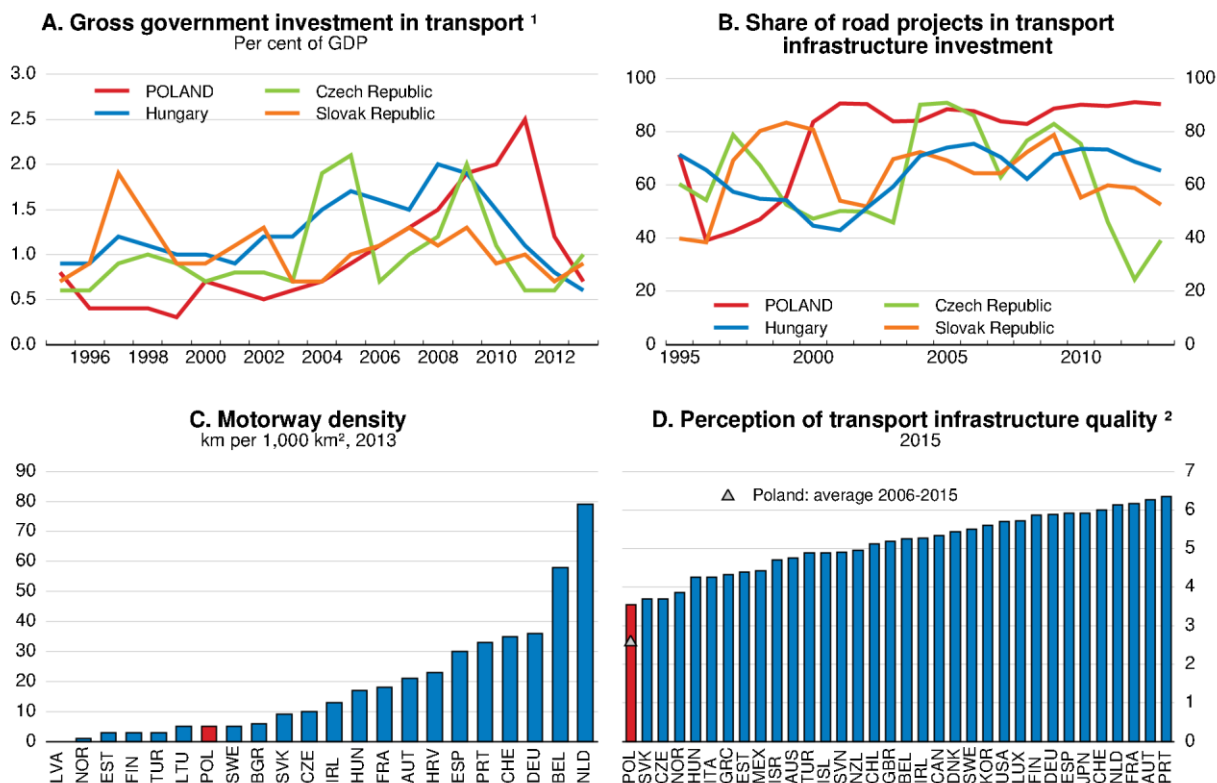 A. Gross government investment in transport ¹
Per cent of GDP
3.0
2.5
2.0
1.5
1.0
0.5
0.0
POLAND
Hungary
Czech Republic
Slovak Republic
1996 1998 2000 2002 2004 2006 2008 2010 2012
B. Share of road projects in transport
infrastructure investment
100 100
80 80
60 60
40 40
20 20
0 0
POLAND
Hungary
Czech Republic
Slovak Republic
1995 2000 2005 2010
C. Motorway density
km per 1,000 km², 2013
90
80
70
60
50
40
30
20
10
0
LVA NOR EST FIN TUR LTU POL SWE BGR SVK CZE IRL HUN FRA AUT HRV ESP PRT CHE DEU BEL NLD
D. Perception of transport infrastructure quality ²
2015
Poland: average 2006-2015
7
6
5
4
3
2
1
0
POL SVK CZE NOR HUN ITA GRC EST MEX ISR AUS TUR ISL SVN NZL CHL GBR BEL IRL CAN DNK SWE KOR USA LUX FIN DEU ESP JPN CHE NLD FRA AUT PRT